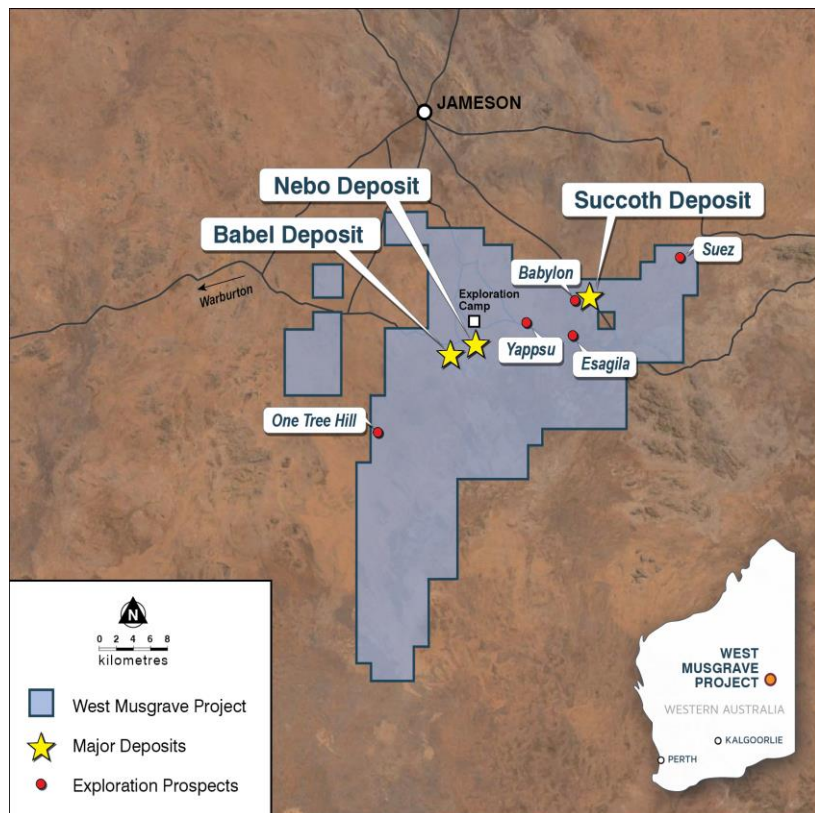 JAMESON
Nebo Deposit
Succoth Deposit
Babel Deposit
Suez
Babylon
Warburton
Exploration
Camp
Yappsu
Esagila
One Tree Hill
N
0 2 4 6 8
kilometres
West Musgrave Project
Major Deposits
Exploration Prospects
WEST
MUSGRAVE
PROJECT
WESTERN AUSTRALIA
KALGOORLIE
PERTH